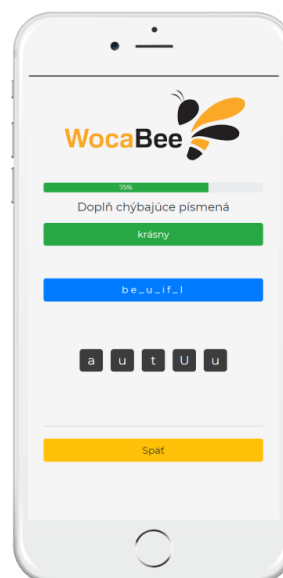 WocaBee
75%
Doplň chýbajúce písmená
krásny
b e _ u _ i f _ l
a u t U u
Späť